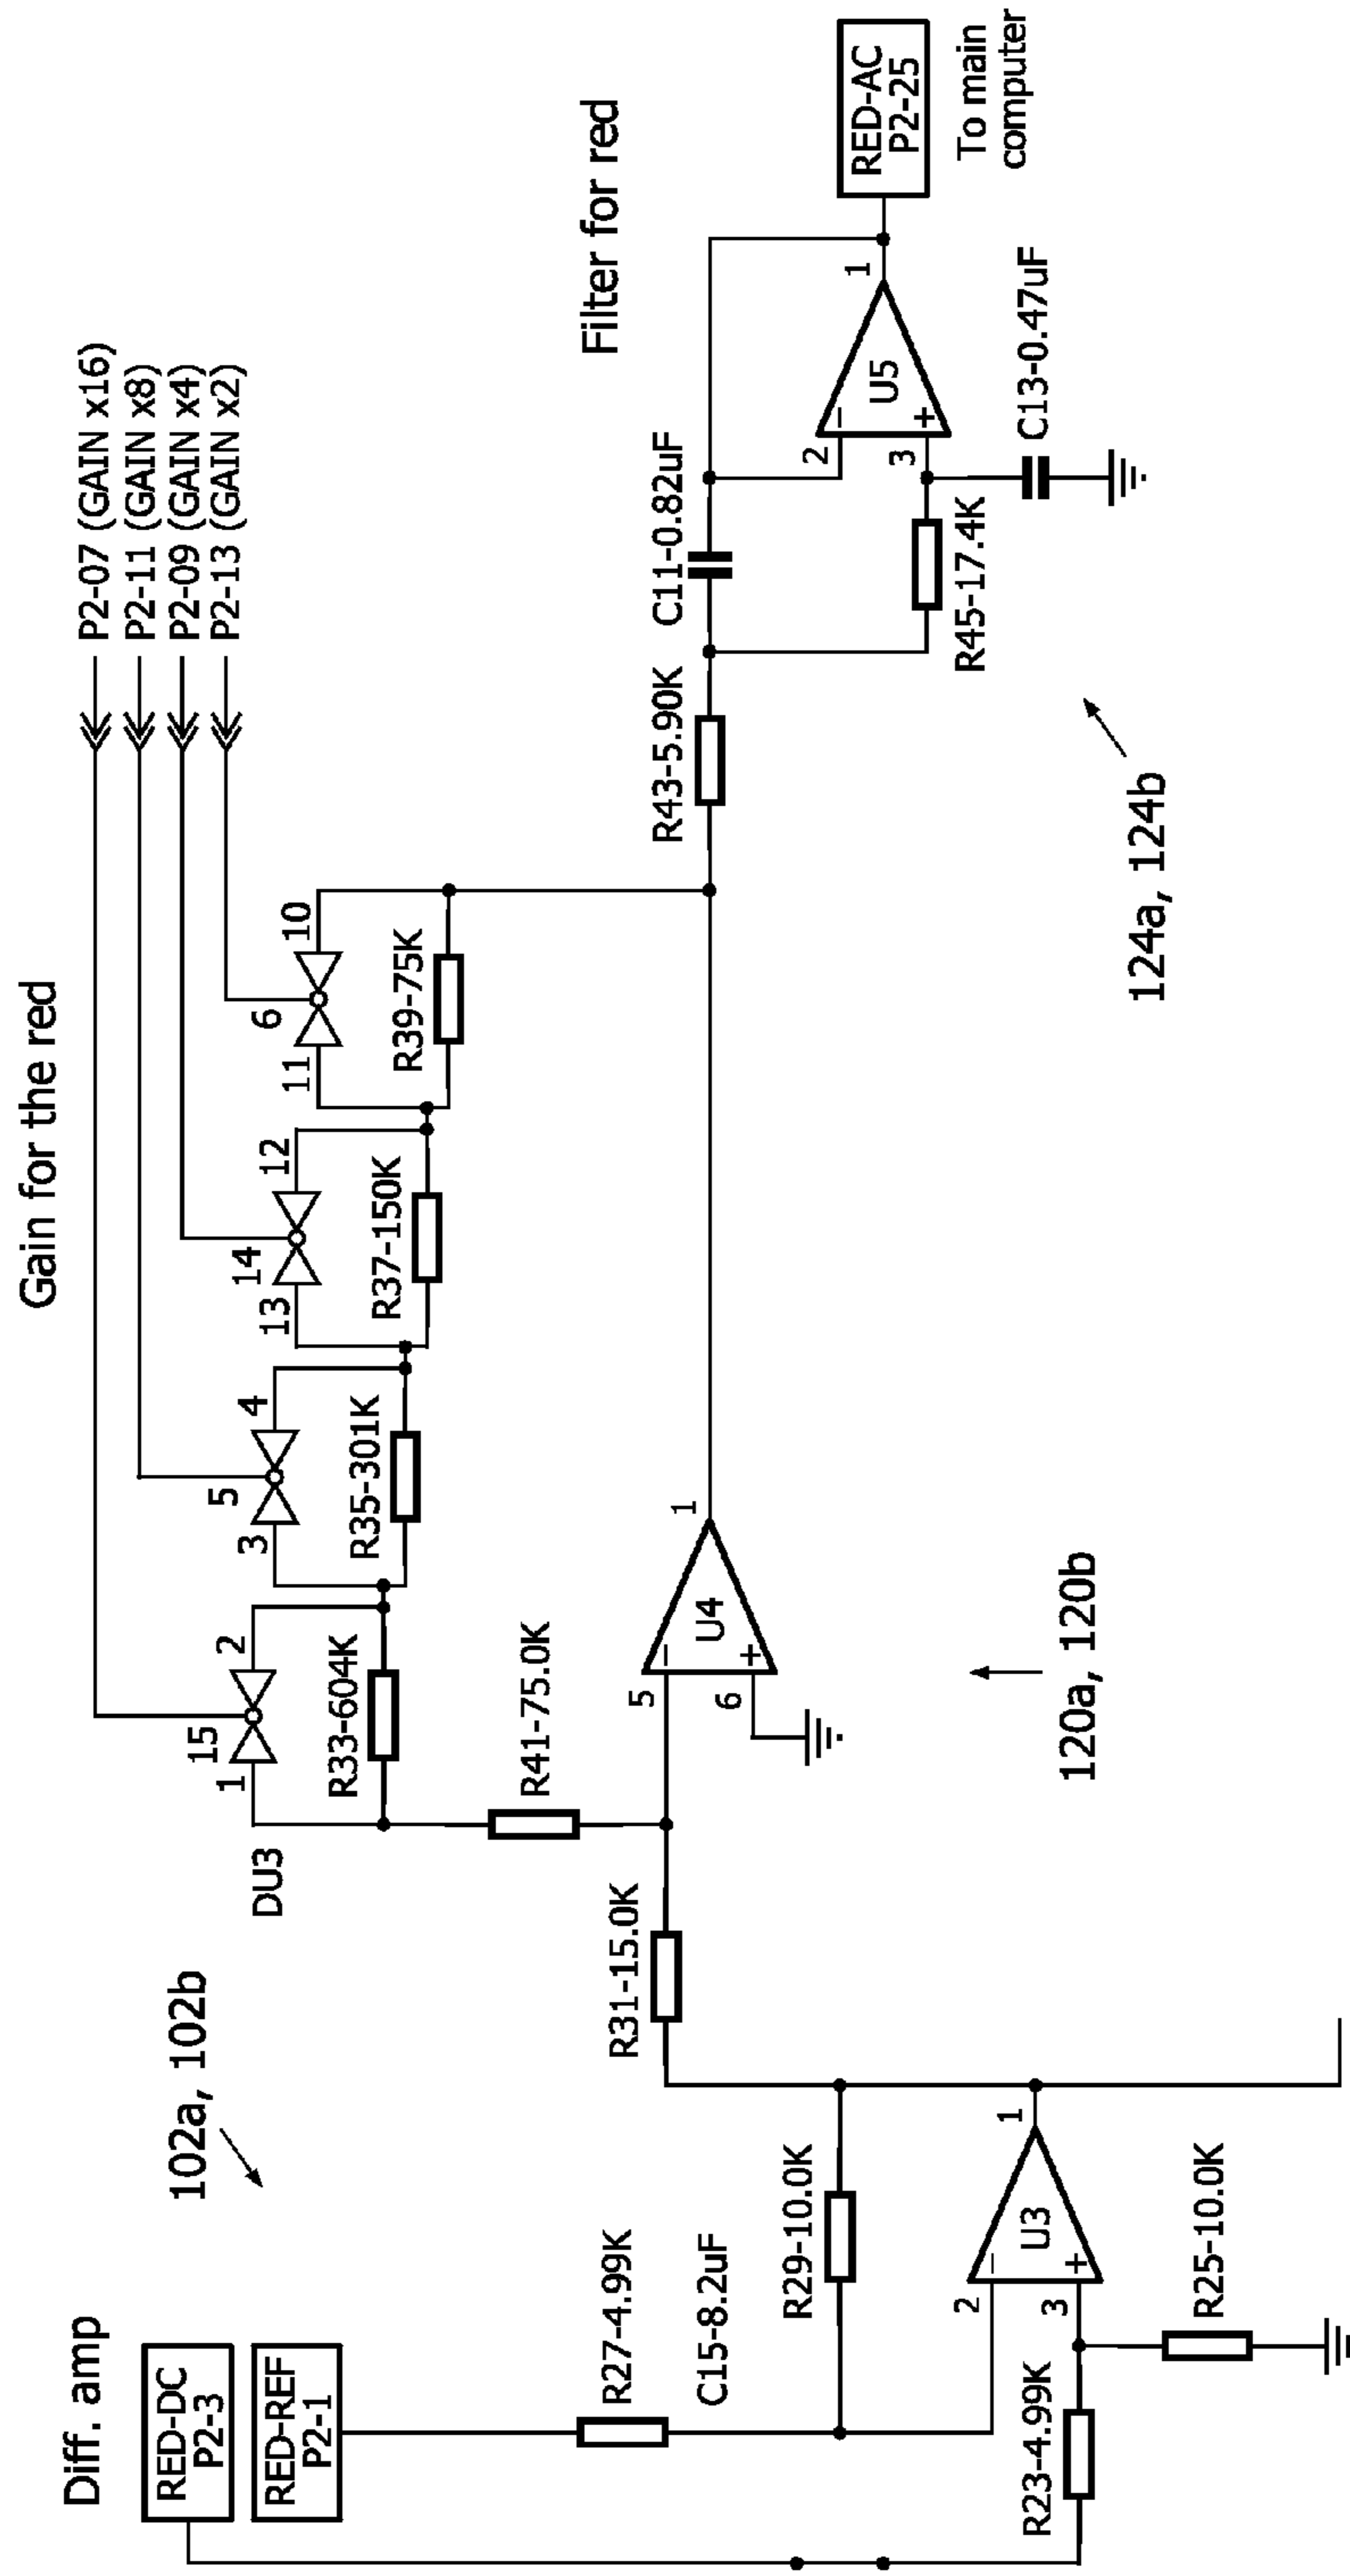 Diff. amp
RED-DC
P2-3
RED-REF
P2-1
102a, 102b
R27-4.99K
C15-8.2uF
R29-10.0K
2
3
−
+
U3
1
R23-4.99K
R25-10.0K
Gain for the red
P2-07 (GAIN x16)
P2-11 (GAIN x8)
P2-09 (GAIN x4)
P2-13 (GAIN x2)
DU3
1
15
2
R33-604K
3
5
4
R35-301K
13
14
12
R37-150K
11
6
10
R39-75K
R41-75.0K
R31-15.0K
5
6
−
+
U4
1
120a, 120b
Filter for red
R43-5.90K
C11-0.82uF
R45-17.4K
2
3
−
+
U5
1
C13-0.47uF
RED-AC
P2-25
To main
computer
124a, 124b